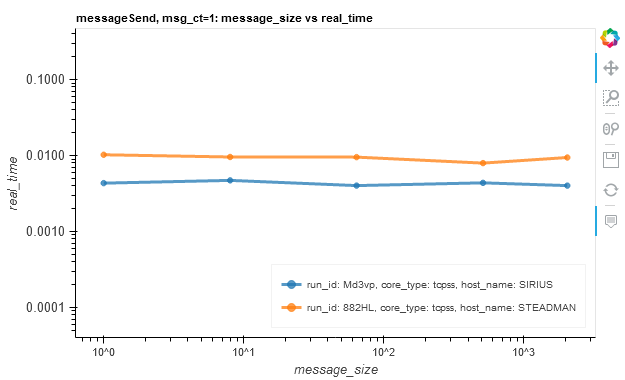 messageSend, msg_ct=1: message_size vs real_time
0.1000
0.0100
0.0010
0.0001
real_time
10^0
10^1
10^2
10^3
message_size
run_id: Md3vp, core_type: tcpss, host_name: SIRIUS
run_id: 882HL, core_type: tcpss, host_name: STEADMAN